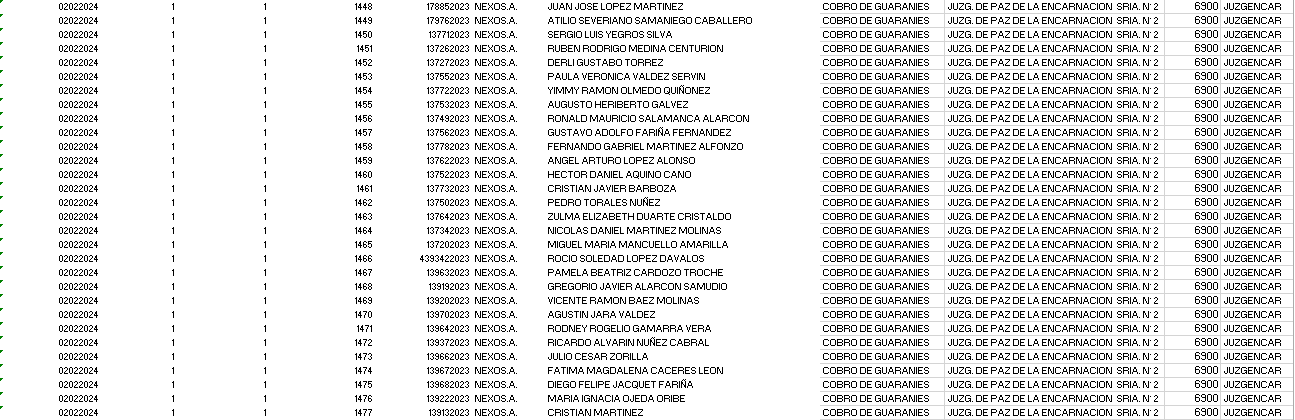 02022024 1 1 1448 178852023 NEXOS.A. JUAN JOSE LOPEZ MARTINEZ COBRO DE GUARANIES JUZG. DE PAZ DE LA ENCARNACION SRIA. N° 2 6900 JUZGENCAR
02022024 1 1 1449 179762023 NEXOS.A. ATILIO SEVERIANO SAMANIEGO CABALLERO COBRO DE GUARANIES JUZG. DE PAZ DE LA ENCARNACION SRIA. N° 2 6900 JUZGENCAR
02022024 1 1 1450 137712023 NEXOS.A. SERGIO LUIS YEGROS SILVA COBRO DE GUARANIES JUZG. DE PAZ DE LA ENCARNACION SRIA. N° 2 6900 JUZGENCAR
02022024 1 1 1451 137262023 NEXOS.A. RUBEN RODRIGO MEDINA CENTURION COBRO DE GUARANIES JUZG. DE PAZ DE LA ENCARNACION SRIA. N° 2 6900 JUZGENCAR
02022024 1 1 1452 137272023 NEXOS.A. DERLI GUSTABO TORREZ COBRO DE GUARANIES JUZG. DE PAZ DE LA ENCARNACION SRIA. N° 2 6900 JUZGENCAR
02022024 1 1 1453 137552023 NEXOS.A. PAULA VERONICA VALDEZ SERVIN COBRO DE GUARANIES JUZG. DE PAZ DE LA ENCARNACION SRIA. N° 2 6900 JUZGENCAR
02022024 1 1 1454 137722023 NEXOS.A. YIMMY RAMON OLMEDO QUIÑONEZ COBRO DE GUARANIES JUZG. DE PAZ DE LA ENCARNACION SRIA. N° 2 6900 JUZGENCAR
02022024 1 1 1455 137532023 NEXOS.A. AUGUSTO HERIBERTO GALVEZ COBRO DE GUARANIES JUZG. DE PAZ DE LA ENCARNACION SRIA. N° 2 6900 JUZGENCAR
02022024 1 1 1456 137492023 NEXOS.A. RONALD MAURICIO SALAMANCA ALARCON COBRO DE GUARANIES JUZG. DE PAZ DE LA ENCARNACION SRIA. N° 2 6900 JUZGENCAR
02022024 1 1 1457 137562023 NEXOS.A. GUSTAVO ADOLFO FARIÑA FERNANDEZ COBRO DE GUARANIES JUZG. DE PAZ DE LA ENCARNACION SRIA. N° 2 6900 JUZGENCAR
02022024 1 1 1458 137782023 NEXOS.A. FERNANDO GABRIEL MARTINEZ ALFONZO COBRO DE GUARANIES JUZG. DE PAZ DE LA ENCARNACION SRIA. N° 2 6900 JUZGENCAR
02022024 1 1 1459 137622023 NEXOS.A. ANGEL ARTURO LOPEZ ALONSO COBRO DE GUARANIES JUZG. DE PAZ DE LA ENCARNACION SRIA. N° 2 6900 JUZGENCAR
02022024 1 1 1460 137522023 NEXOS.A. HECTOR DANIEL AQUINO CANO COBRO DE GUARANIES JUZG. DE PAZ DE LA ENCARNACION SRIA. N° 2 6900 JUZGENCAR
02022024 1 1 1461 137732023 NEXOS.A. CRISTIAN JAVIER BARBOZA COBRO DE GUARANIES JUZG. DE PAZ DE LA ENCARNACION SRIA. N° 2 6900 JUZGENCAR
02022024 1 1 1462 137502023 NEXOS.A. PEDRO TORALES NUÑEZ COBRO DE GUARANIES JUZG. DE PAZ DE LA ENCARNACION SRIA. N° 2 6900 JUZGENCAR
02022024 1 1 1463 137642023 NEXOS.A. ZULMA ELIZABETH DUARTE CRISTALDO COBRO DE GUARANIES JUZG. DE PAZ DE LA ENCARNACION SRIA. N° 2 6900 JUZGENCAR
02022024 1 1 1464 137342023 NEXOS.A. NICOLAS DANIEL MARTINEZ MOLINAS COBRO DE GUARANIES JUZG. DE PAZ DE LA ENCARNACION SRIA. N° 2 6900 JUZGENCAR
02022024 1 1 1465 137202023 NEXOS.A. MIGUEL MARIA MANCUELLO AMARILLA COBRO DE GUARANIES JUZG. DE PAZ DE LA ENCARNACION SRIA. N° 2 6900 JUZGENCAR
02022024 1 1 1466 4393422023 NEXOS.A. ROCIO SOLEDAD LOPEZ DAVALOS COBRO DE GUARANIES JUZG. DE PAZ DE LA ENCARNACION SRIA. N° 2 6900 JUZGENCAR
02022024 1 1 1467 139632023 NEXOS.A. PAMELA BEATRIZ CARDOZO TROCHE COBRO DE GUARANIES JUZG. DE PAZ DE LA ENCARNACION SRIA. N° 2 6900 JUZGENCAR
02022024 1 1 1468 139192023 NEXOS.A. GREGORIO JAVIER ALARCON SAMUDIO COBRO DE GUARANIES JUZG. DE PAZ DE LA ENCARNACION SRIA. N° 2 6900 JUZGENCAR
02022024 1 1 1469 139202023 NEXOS.A. VICENTE RAMON BAEZ MOLINAS COBRO DE GUARANIES JUZG. DE PAZ DE LA ENCARNACION SRIA. N° 2 6900 JUZGENCAR
02022024 1 1 1470 139702023 NEXOS.A. AGUSTIN JARA VALDEZ COBRO DE GUARANIES JUZG. DE PAZ DE LA ENCARNACION SRIA. N° 2 6900 JUZGENCAR
02022024 1 1 1471 139642023 NEXOS.A. RODNEY ROGELIO GAMARRA VERA COBRO DE GUARANIES JUZG. DE PAZ DE LA ENCARNACION SRIA. N° 2 6900 JUZGENCAR
02022024 1 1 1472 139372023 NEXOS.A. RICARDO ALVARIN NUÑEZ CABRAL COBRO DE GUARANIES JUZG. DE PAZ DE LA ENCARNACION SRIA. N° 2 6900 JUZGENCAR
02022024 1 1 1473 139662023 NEXOS.A. JULIO CESAR ZORILLA COBRO DE GUARANIES JUZG. DE PAZ DE LA ENCARNACION SRIA. N° 2 6900 JUZGENCAR
02022024 1 1 1474 139672023 NEXOS.A. FATIMA MAGDALENA CACERES LEON COBRO DE GUARANIES JUZG. DE PAZ DE LA ENCARNACION SRIA. N° 2 6900 JUZGENCAR
02022024 1 1 1475 139682023 NEXOS.A. DIEGO FELIPE JACQUET FARIÑA COBRO DE GUARANIES JUZG. DE PAZ DE LA ENCARNACION SRIA. N° 2 6900 JUZGENCAR
02022024 1 1 1476 139222023 NEXOS.A. MARIA IGNACIA OJEDA ORIBE COBRO DE GUARANIES JUZG. DE PAZ DE LA ENCARNACION SRIA. N° 2 6900 JUZGENCAR
02022024 1 1 1477 139132023 NEXOS.A. CRISTIAN MARTINEZ COBRO DE GUARANIES JUZG. DE PAZ DE LA ENCARNACION SRIA. N° 2 6900 JUZGENCAR